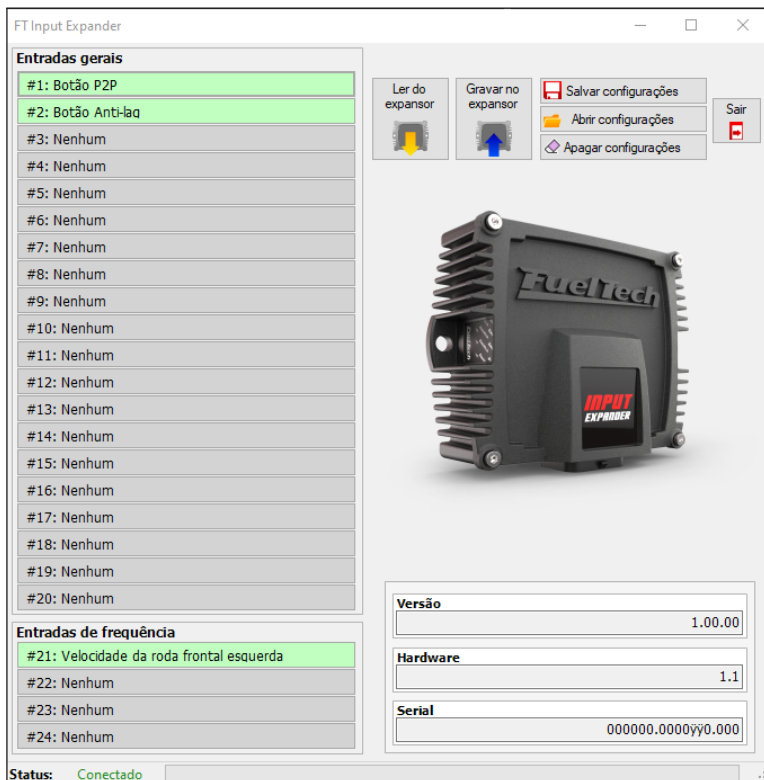 FT Input Expander
Entradas gerais
#1: Botão P2P
#2: Botão Anti-lag
#3: Nenhum
#4: Nenhum
#5: Nenhum
#6: Nenhum
#7: Nenhum
#8: Nenhum
#9: Nenhum
#10: Nenhum
#11: Nenhum
#12: Nenhum
#13: Nenhum
#14: Nenhum
#15: Nenhum
#16: Nenhum
#17: Nenhum
#18: Nenhum
#19: Nenhum
#20: Nenhum
Entradas de frequência
#21: Velocidade da roda frontal esquerda
#22: Nenhum
#23: Nenhum
#24: Nenhum
Ler do
expansor
Gravar no
expansor
Salvar configurações
Abrir configurações
Apagar configurações
Sair
FuelTech
INPUT
EXPANDER
Versão
1.00.00
Hardware
1.1
Serial
000000.0000ÿÿ0.000
Status: Conectado